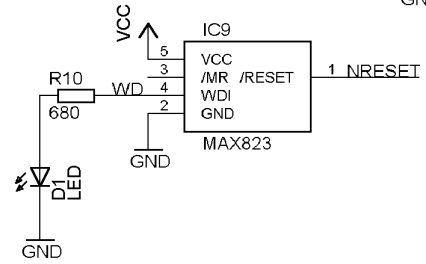 GN
VCC
IC9
5 VCC
3 /MR /RESET 1 NRESET
R10
WD 4 WDI
680
2 GND
MAX823
GND
D1
LED
GND